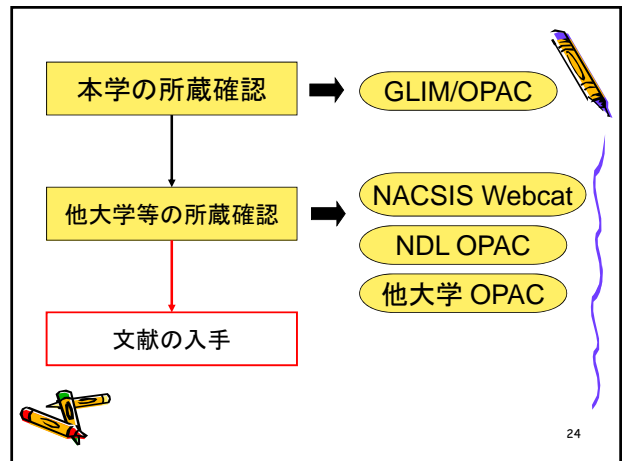 本学の所蔵確認
GLIM/OPAC
他大学等の所蔵確認
NACSIS Webcat
NDL OPAC
他大学 OPAC
文献の入手
24